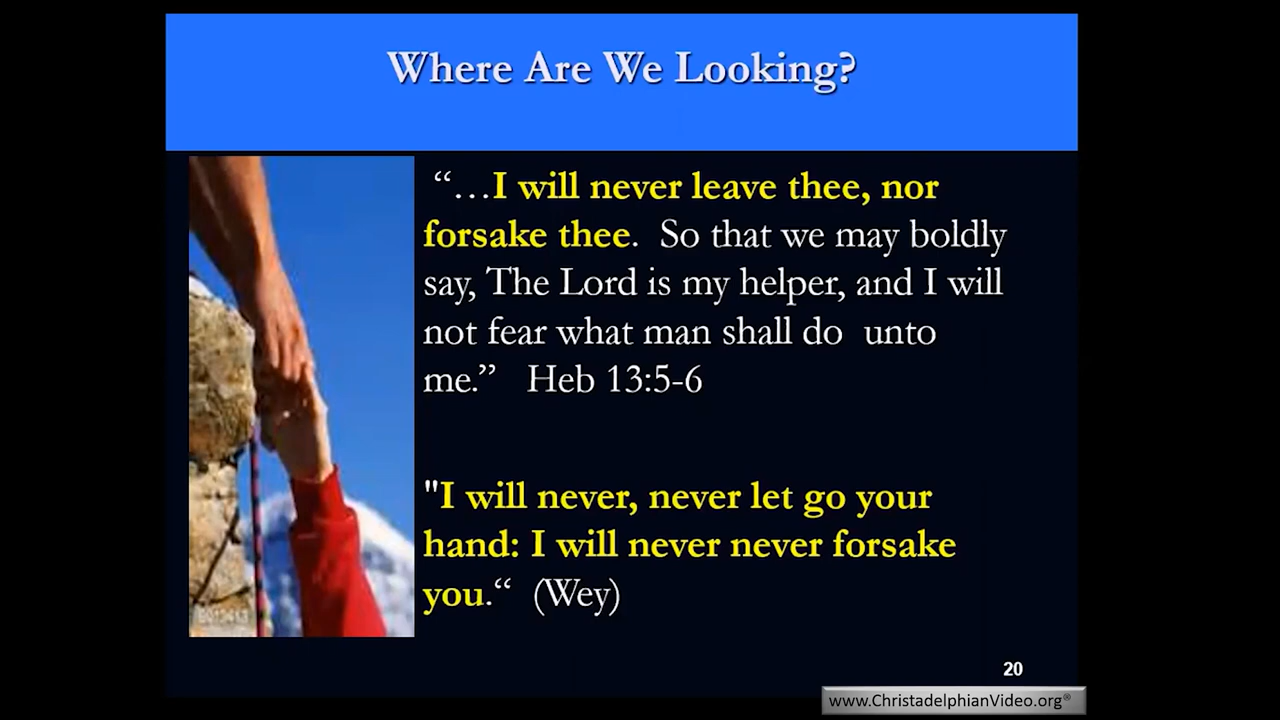 Where Are We Looking?
“…I will never leave thee, nor
forsake thee.  So that we may boldly
say, The Lord is my helper, and I will
not fear what man shall do  unto
me.”   Heb 13:5-6
"I will never, never let go your
hand: I will never never forsake
you.“  (Wey)
20
www.ChristadelphianVideo.org®